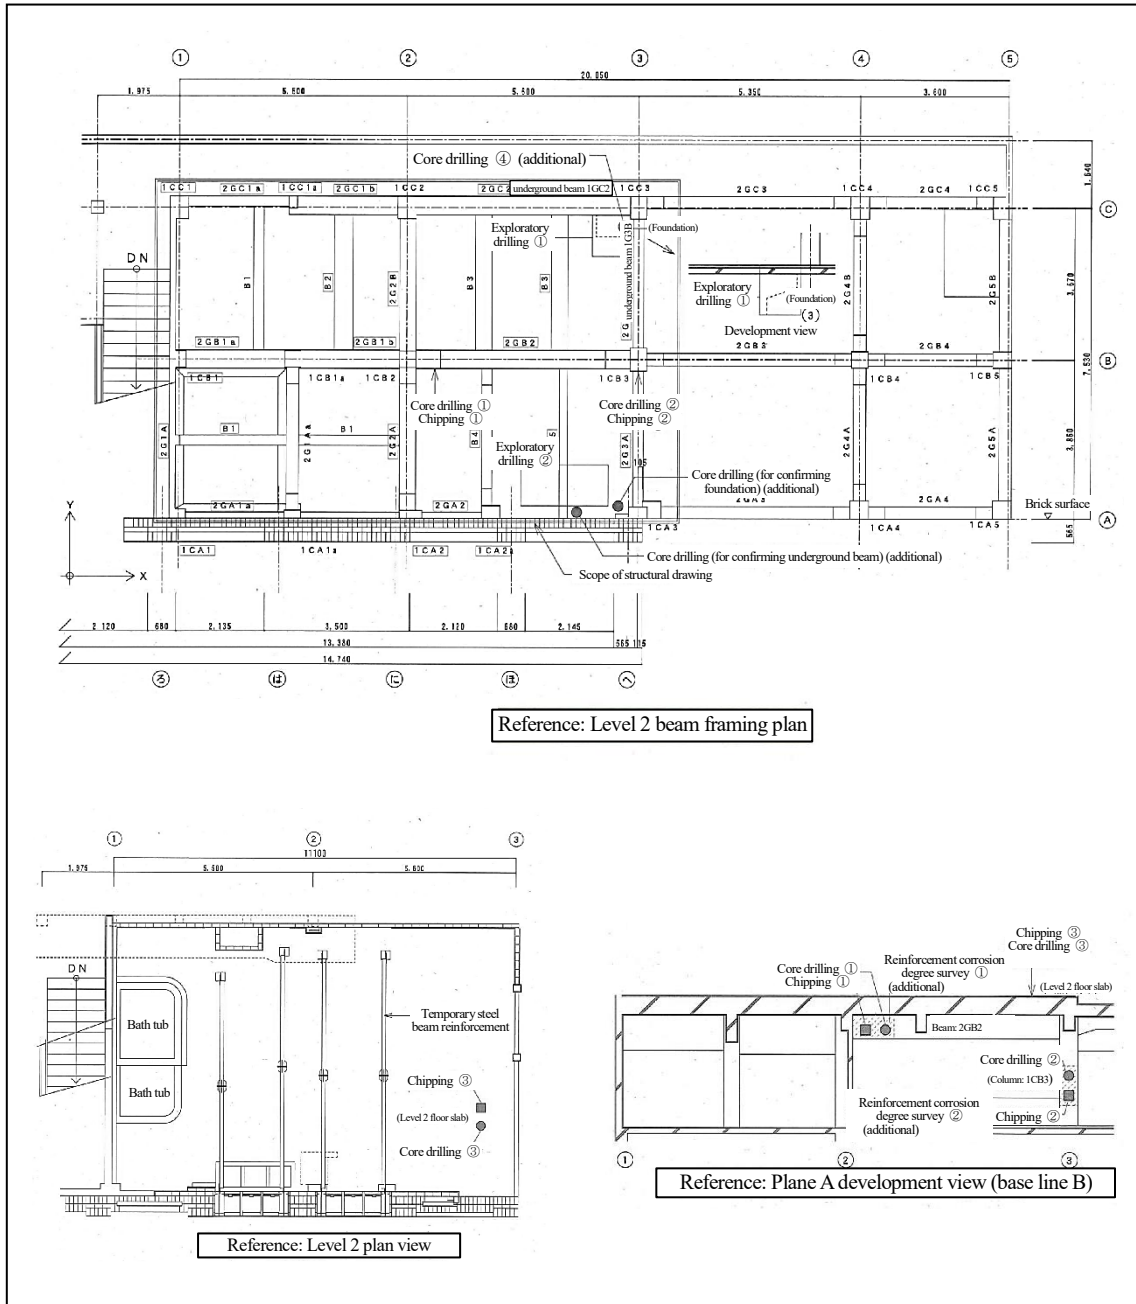 ① ② ③ ④ ⑤
20.050
1.975 5.600 5.500 5.350 3.600
Core drilling ④ (additional)
1CC1 2GC1a 1CC1a 2GC1b 1CC2 2GC2 underground beam 1GC2 1CC3 2GC3 1CC4 2GC4 1CC5
1.640
Ⓒ
Exploratory
drilling ①
(Foundation)
DN
B1 B2 2G2B B3 B3 2G underground beam 1G3B 2G4B 2G5B
3.670
Exploratory
drilling ①
(Foundation)
③
Development view
7.530
2GB1a 2GB1b 2GB2 2GB3 2GB4
Ⓑ
1CB1 1CB1a 1CB2 1CB3 1CB4 1CB5
Core drilling ①
Chipping ①
Core drilling ②
Chipping ②
2G1A B1 2G1Aa B1 2G2A B4 5 2G3A 2G4A 2G5A
3.860
Exploratory
drilling ②
105
Core drilling (for confirming
foundation) (additional)
2GA1a 2GA2 2GA3 2GA4
Brick surface
Y
Ⓐ
1CA3 1CA4 1CA5
565
1CA1 1CA1a 1CA2 1CA2a
Core drilling (for confirming underground beam) (additional)
X
Scope of structural drawing
2 120 680 2.135 3.500 2.120 680 2.145
13.380 565 115
14.740
ろ は に ほ へ
Reference: Level 2 beam framing plan
① ② ③
11103
1.975 5.500 5.600
DN
Bath tub
Bath tub
Temporary steel
beam reinforcement
Chipping ③
(Level 2 floor slab)
Core drilling ③
Reference: Level 2 plan view
Chipping ③
Core drilling ③
Core drilling ①
Chipping ①
Reinforcement corrosion
degree survey ①
(additional)
(Level 2 floor slab)
Beam: 2GB2
Core drilling ②
(Column: 1CB3)
Reinforcement corrosion
degree survey ②
(additional)
Chipping ②
① ② ③
Reference: Plane A development view (base line B)